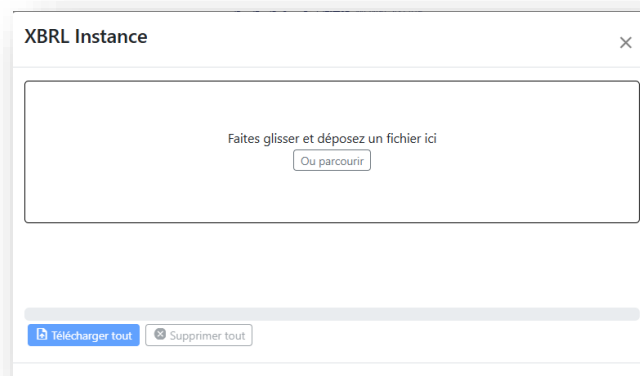 XBRL Instance
Faites glisser et déposez un fichier ici
Ou parcourir
Télécharger tout
Supprimer tout